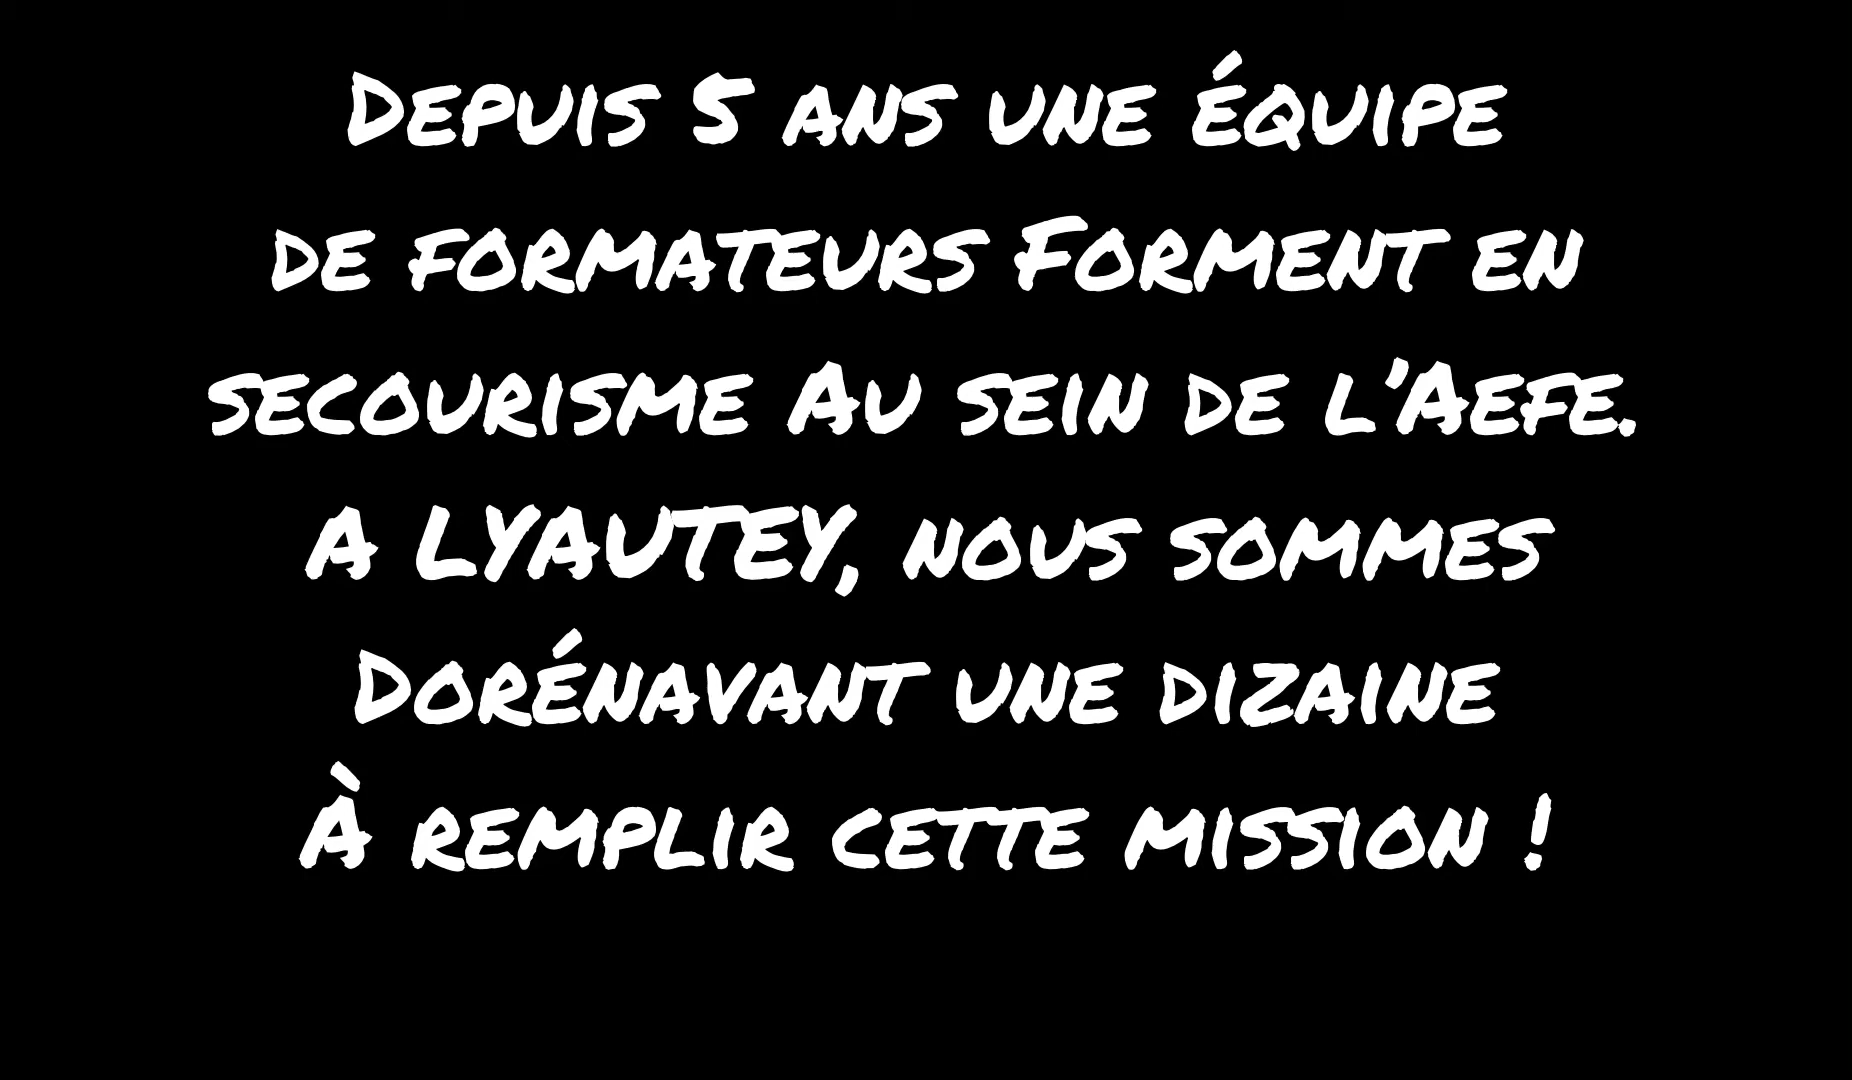 Depuis 5 ans une équipe
de formateurs Forment en
secourisme Au sein de l'Aefe.
a LYAUTEY, nous sommes
Dorénavant une dizaine
À remplir cette mission !